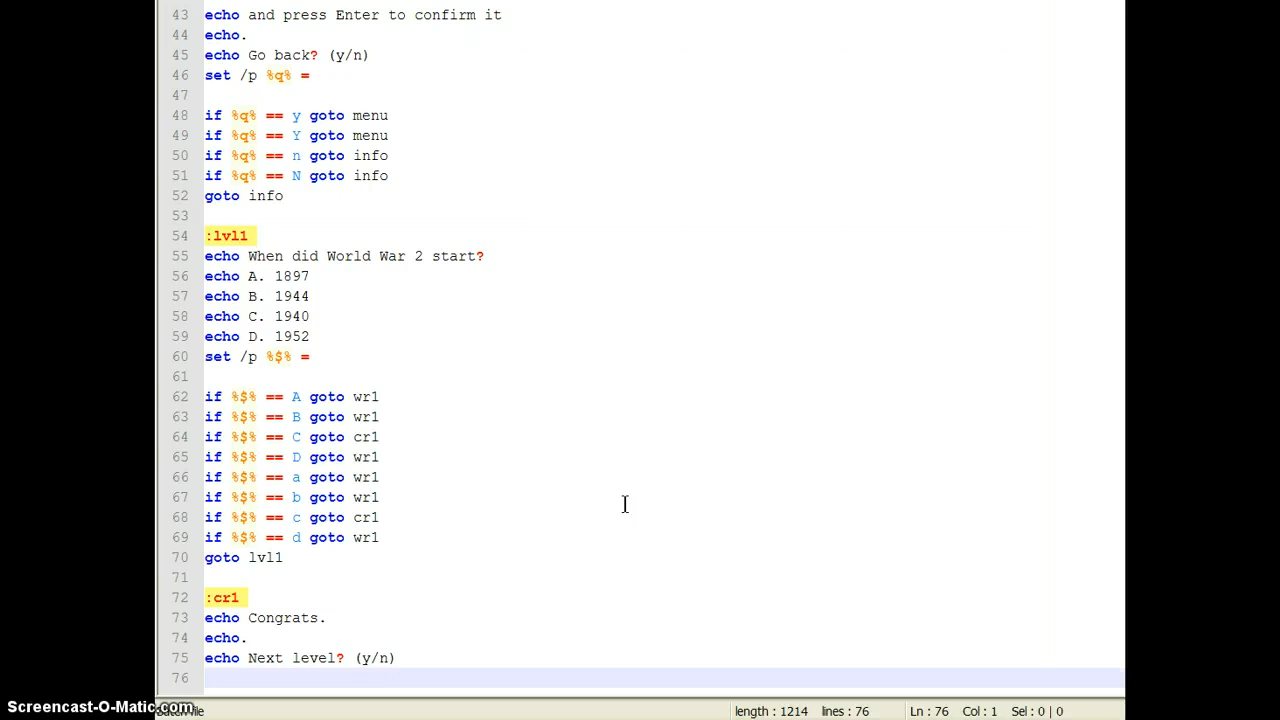 43 echo and press Enter to confirm it
44 echo.
45 echo Go back? (y/n)
46 set /p %q% =
47
48 if %q% == y goto menu
49 if %q% == Y goto menu
50 if %q% == n goto info
51 if %q% == N goto info
52 goto info
53
54 :lvl1
55 echo When did World War 2 start?
56 echo A. 1897
57 echo B. 1944
58 echo C. 1940
59 echo D. 1952
60 set /p %$% =
61
62 if %$% == A goto wr1
63 if %$% == B goto wr1
64 if %$% == C goto cr1
65 if %$% == D goto wr1
66 if %$% == a goto wr1
67 if %$% == b goto wr1
68 if %$% == c goto cr1
69 if %$% == d goto wr1
70 goto lvl1
71
72 :cr1
73 echo Congrats.
74 echo.
75 echo Next level? (y/n)
76
Screencast-O-Matic.com length : 1214 lines : 76 Ln : 76 Col : 1 Sel : 0 | 0